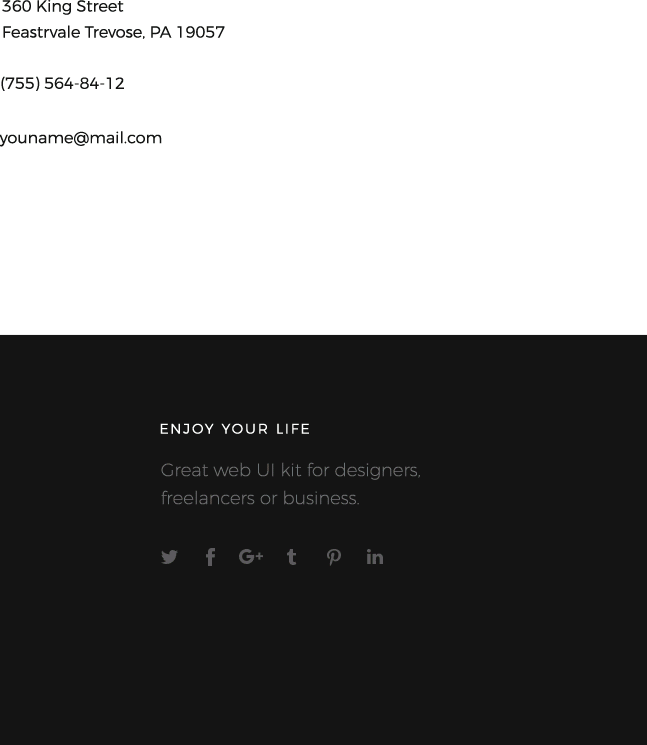 360 King Street
Feastrvale Trevose, PA 19057
(755) 564-84-12
youname@mail.com
ENJOY YOUR LIFE
Great web UI kit for designers,
freelancers or business.